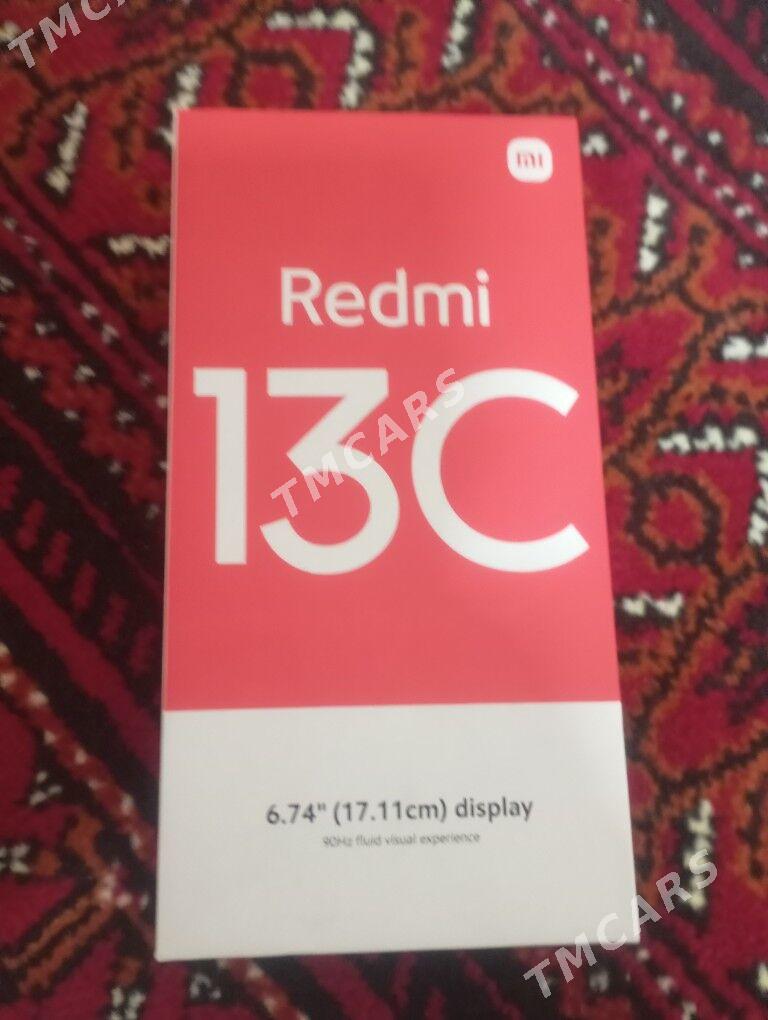 TMCARS
mi
Redmi
13C
TMCARS
6.74" (17.11cm) display
90Hz fluid visual experience
TMCARS